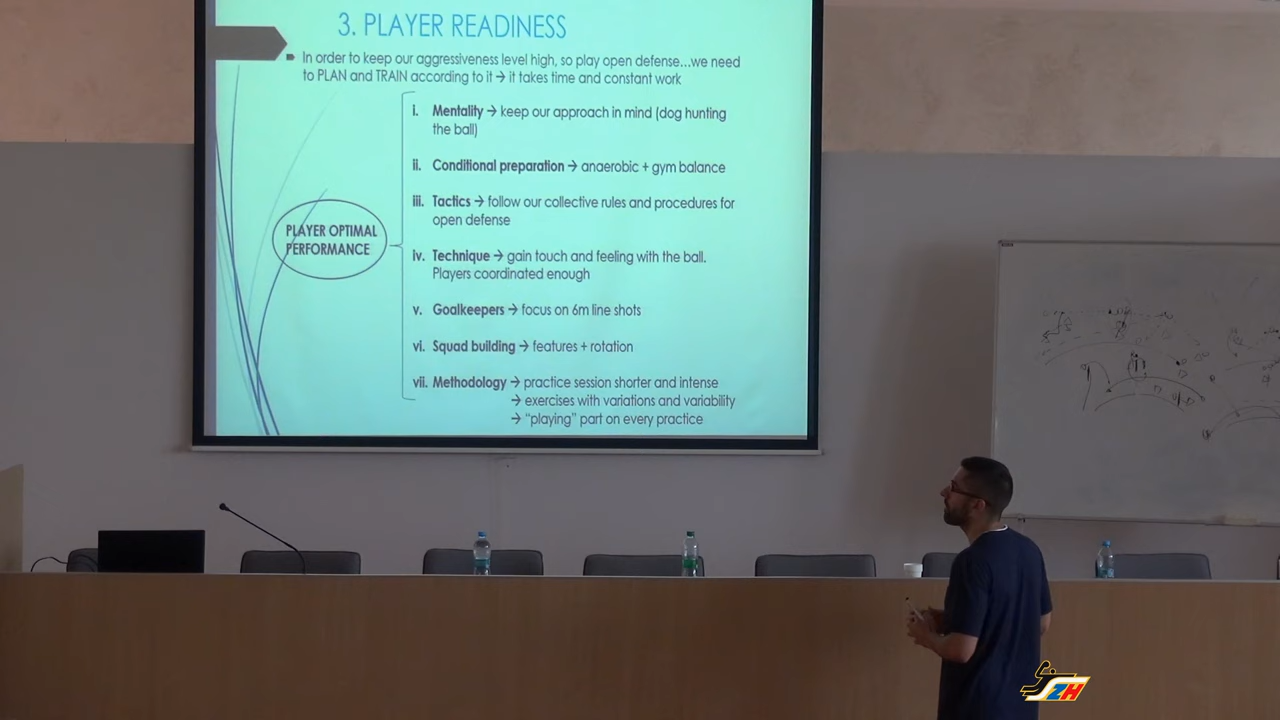 3. PLAYER READINESS
In order to keep our aggressiveness level high, so play open defense...we need
to PLAN and TRAIN according to it → it takes time and constant work
i. Mentality → keep our approach in mind (dog hunting
the ball)
ii. Conditional preparation → anaerobic + gym balance
iii. Tactics → follow our collective rules and procedures for
open defense
PLAYER OPTIMAL
PERFORMANCE
iv. Technique → gain touch and feeling with the ball.
Players coordinated enough
v. Goalkeepers → focus on 6m line shots
vi. Squad building → features + rotation
vii. Methodology → practice session shorter and intense
→ exercises with variations and variability
→ “playing” part on every practice
ZH